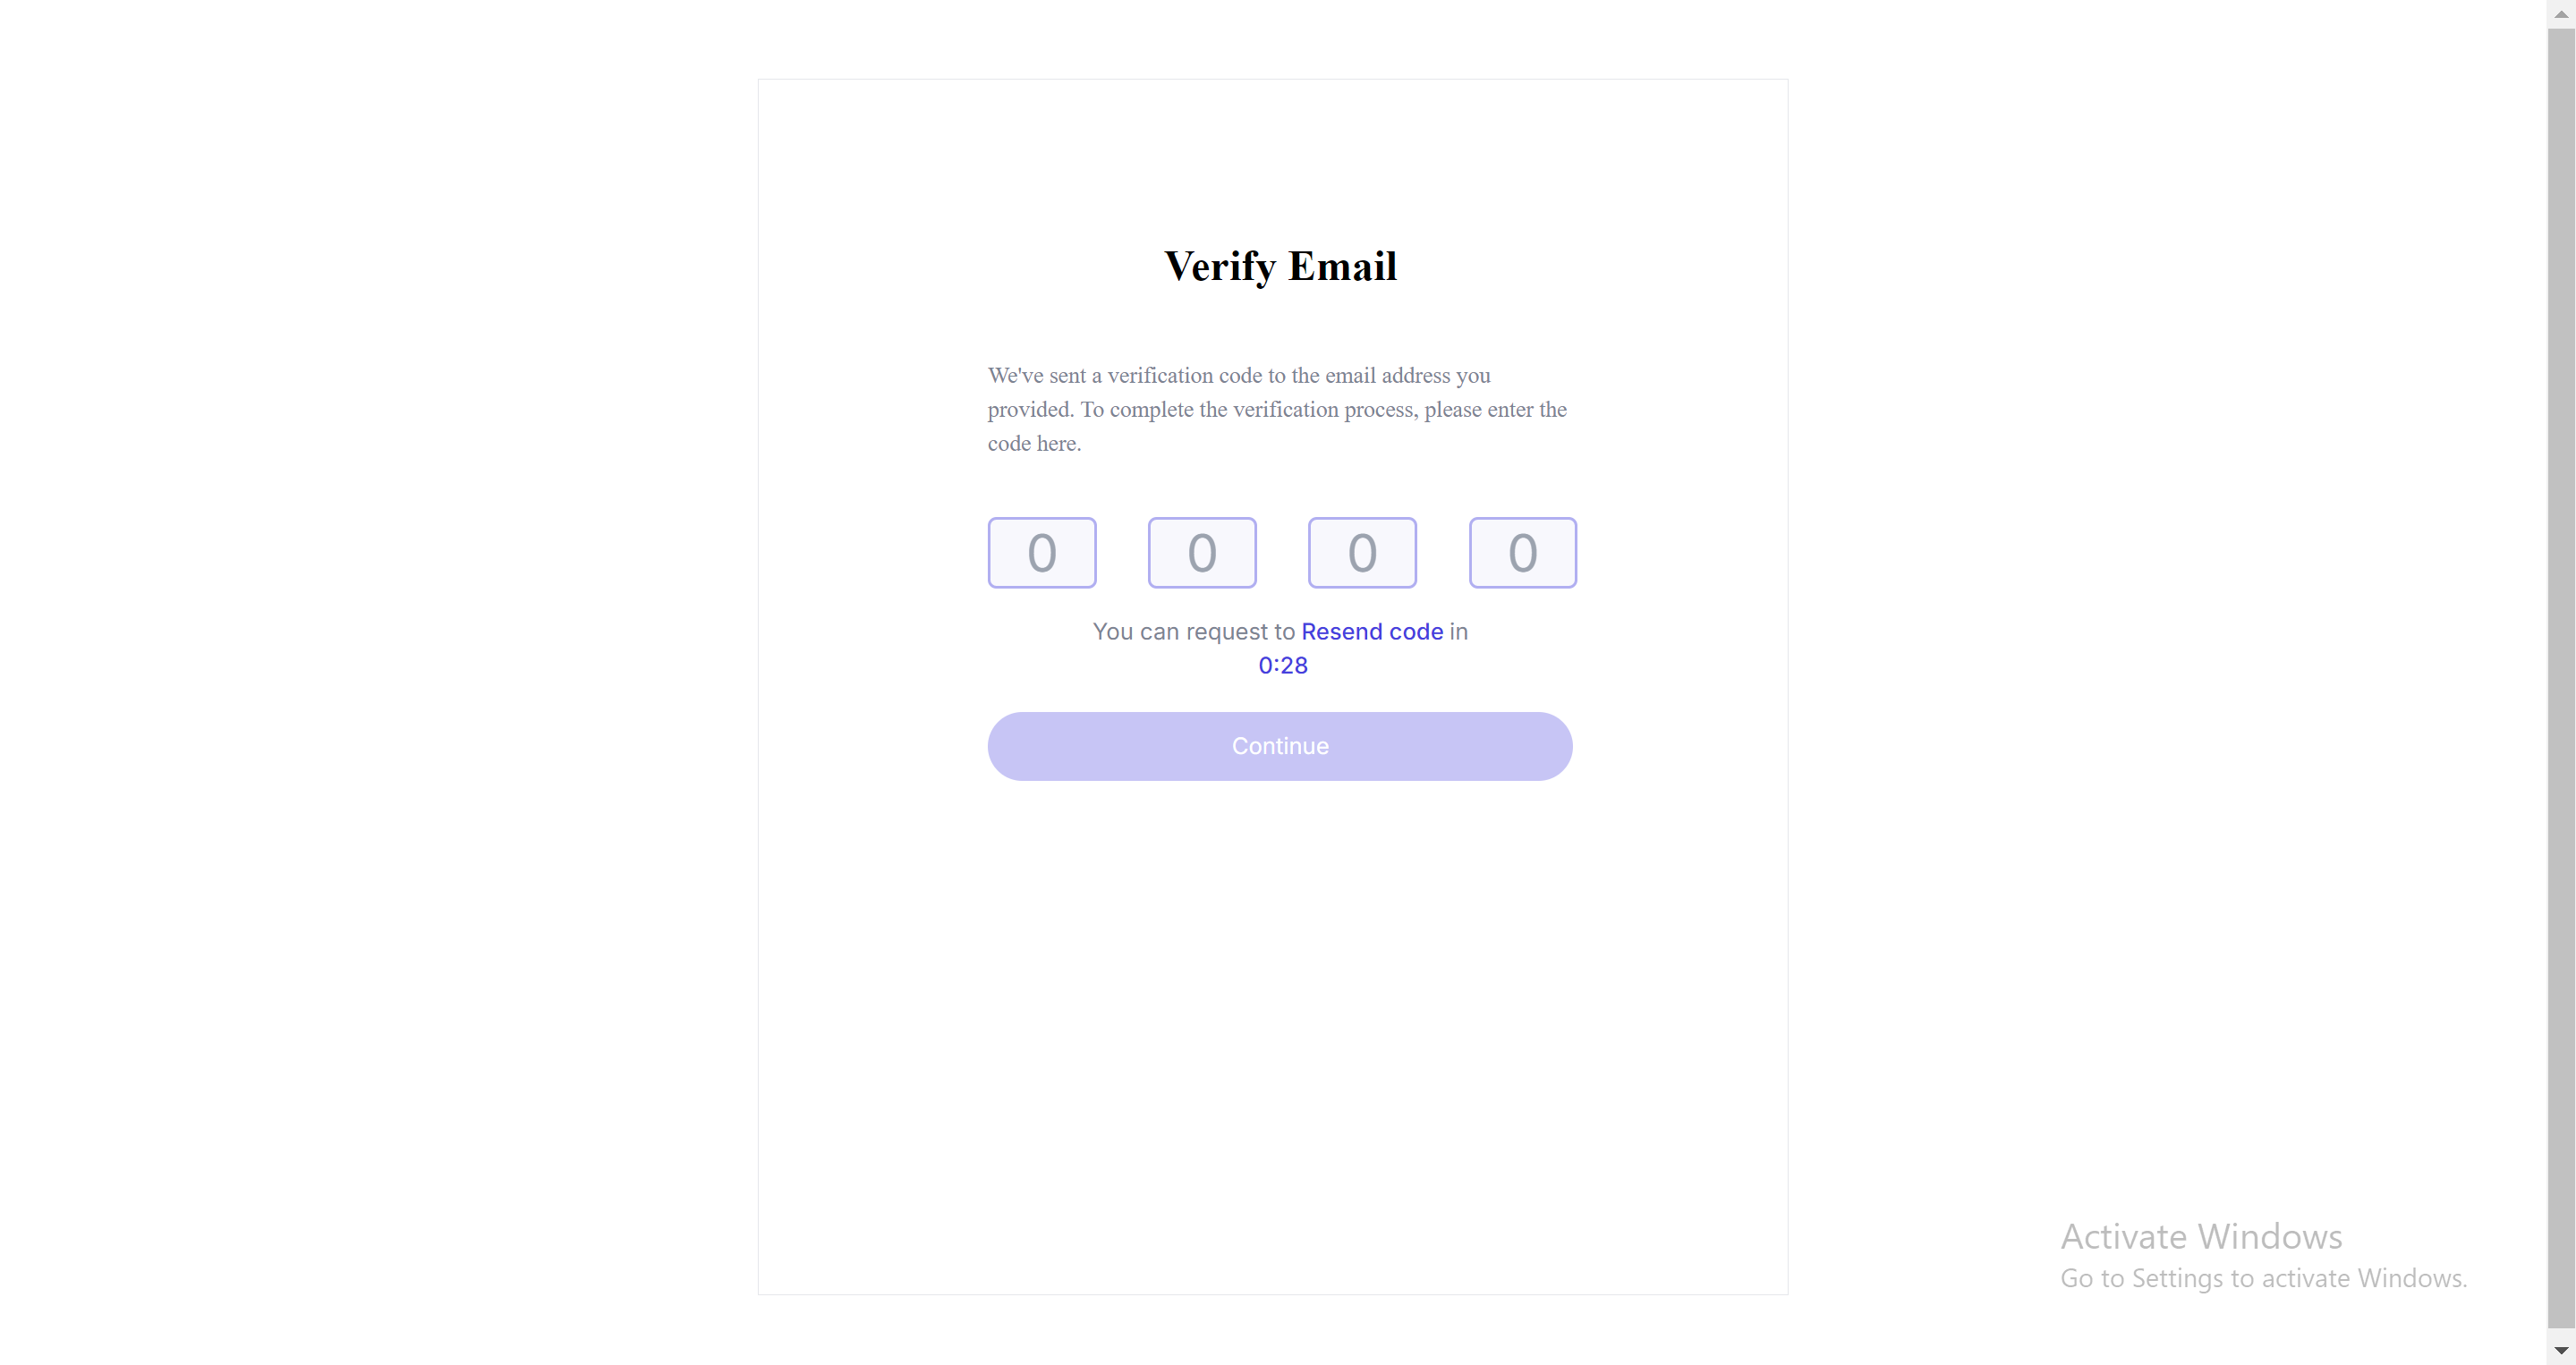 Verify Email
We've sent a verification code to the email address you
provided. To complete the verification process, please enter the
code here.
0 0 0 0
You can request to Resend code in
0:28
Continue
Activate Windows
Go to Settings to activate Windows.